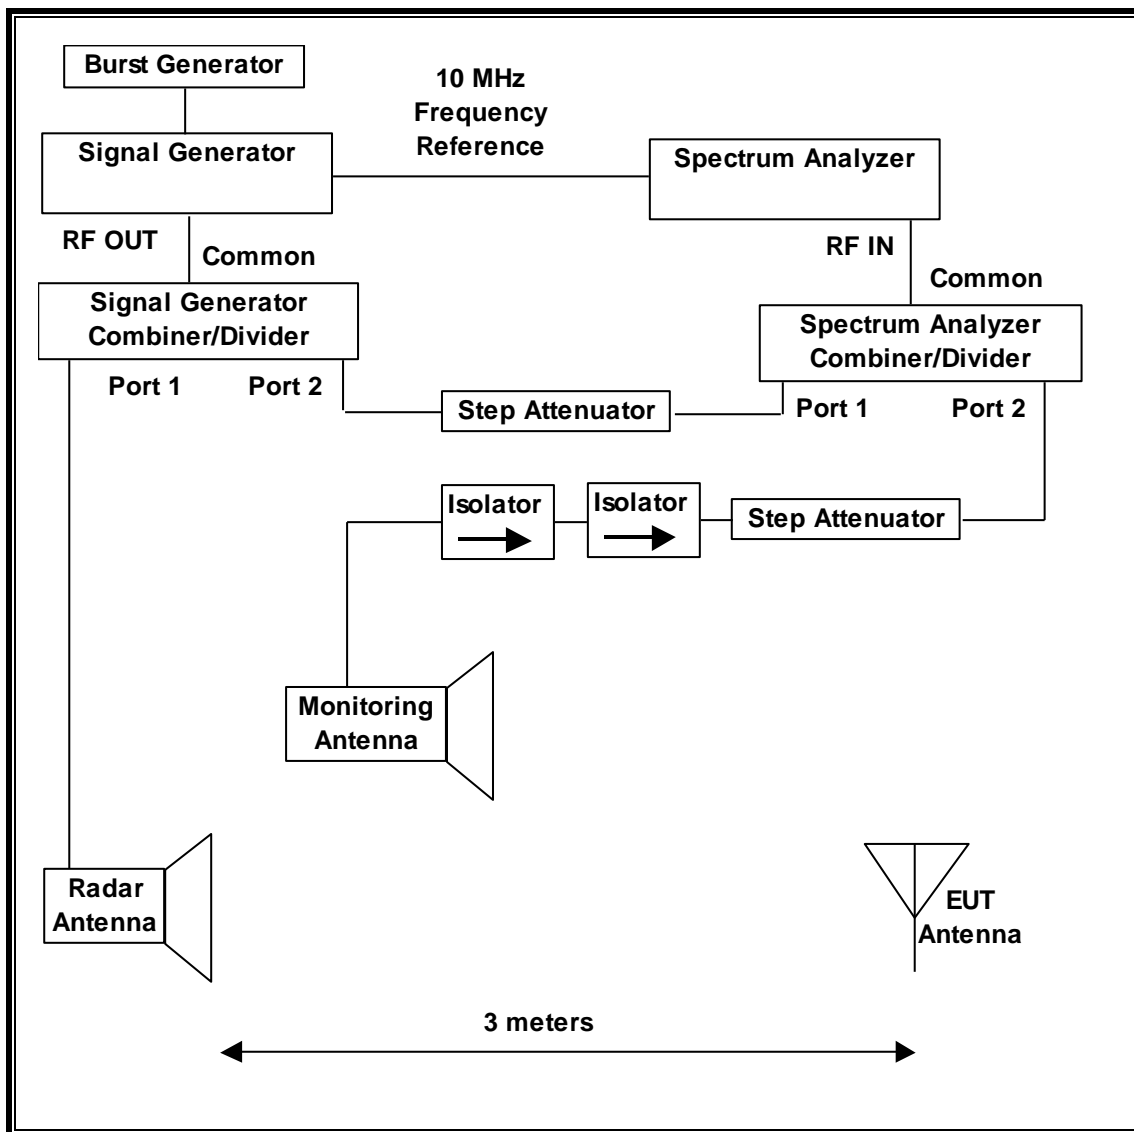 Burst Generator
10 MHz
Frequency
Reference
Signal Generator
Spectrum Analyzer
RF OUT
Common
RF IN
Common
Signal Generator
Combiner/Divider
Spectrum Analyzer
Combiner/Divider
Port 1
Port 2
Step Attenuator
Port 1
Port 2
Isolator
Isolator
Step Attenuator
Monitoring
Antenna
Radar
Antenna
EUT
Antenna
3 meters